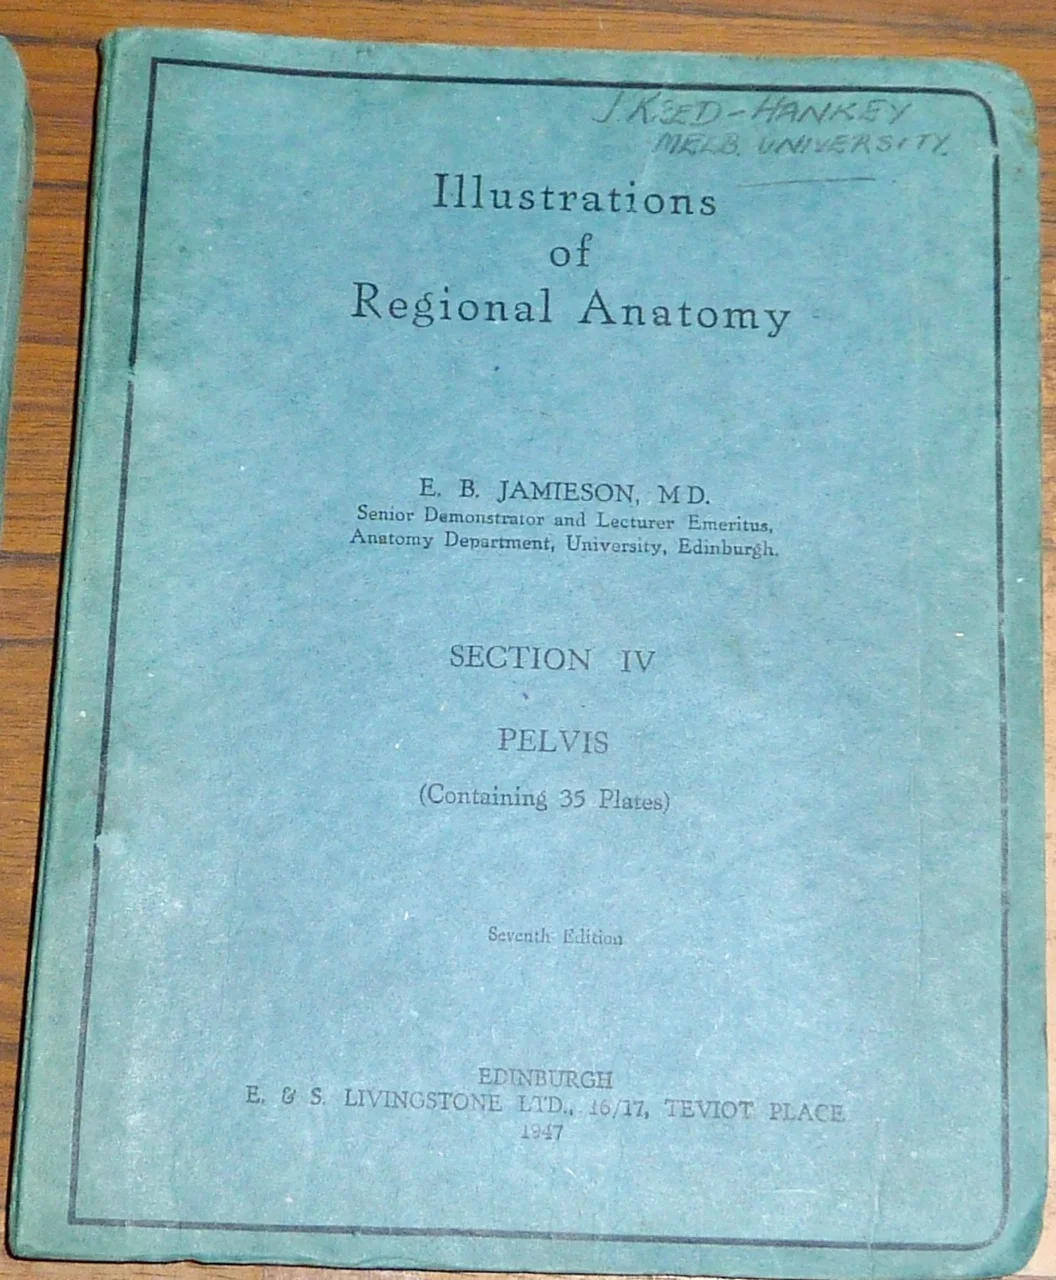 MELB. UNIVERSITY.
Illustrations
of
Regional Anatomy
E. B. JAMIESON, M D.
Senior Demonstrator and Lecturer Emeritus,
Anatomy Department, University, Edinburgh.
SECTION IV
PELVIS
(Containing 35 Plates)
Seventh Edition
EDINBURGH
E. & S. LIVINGSTONE LTD., 16/17, TEVIOT PLACE
1947